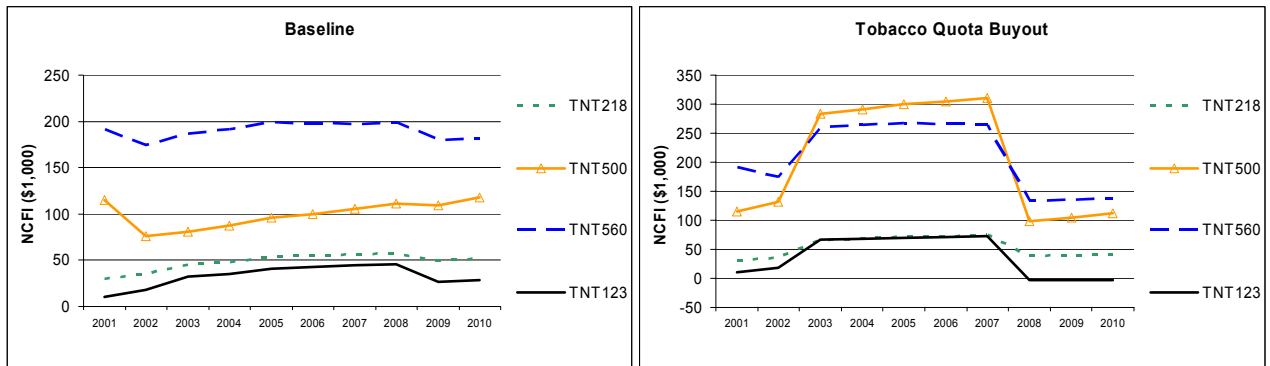 Baseline
NCFI ($1,000)
250
200
150
100
50
0
2001 2002 2003 2004 2005 2006 2007 2008 2009 2010
TNT218
TNT500
TNT560
TNT123
Tobacco Quota Buyout
NCFI ($1,000)
350
300
250
200
150
100
50
0
-50
2001 2002 2003 2004 2005 2006 2007 2008 2009 2010
TNT218
TNT500
TNT560
TNT123